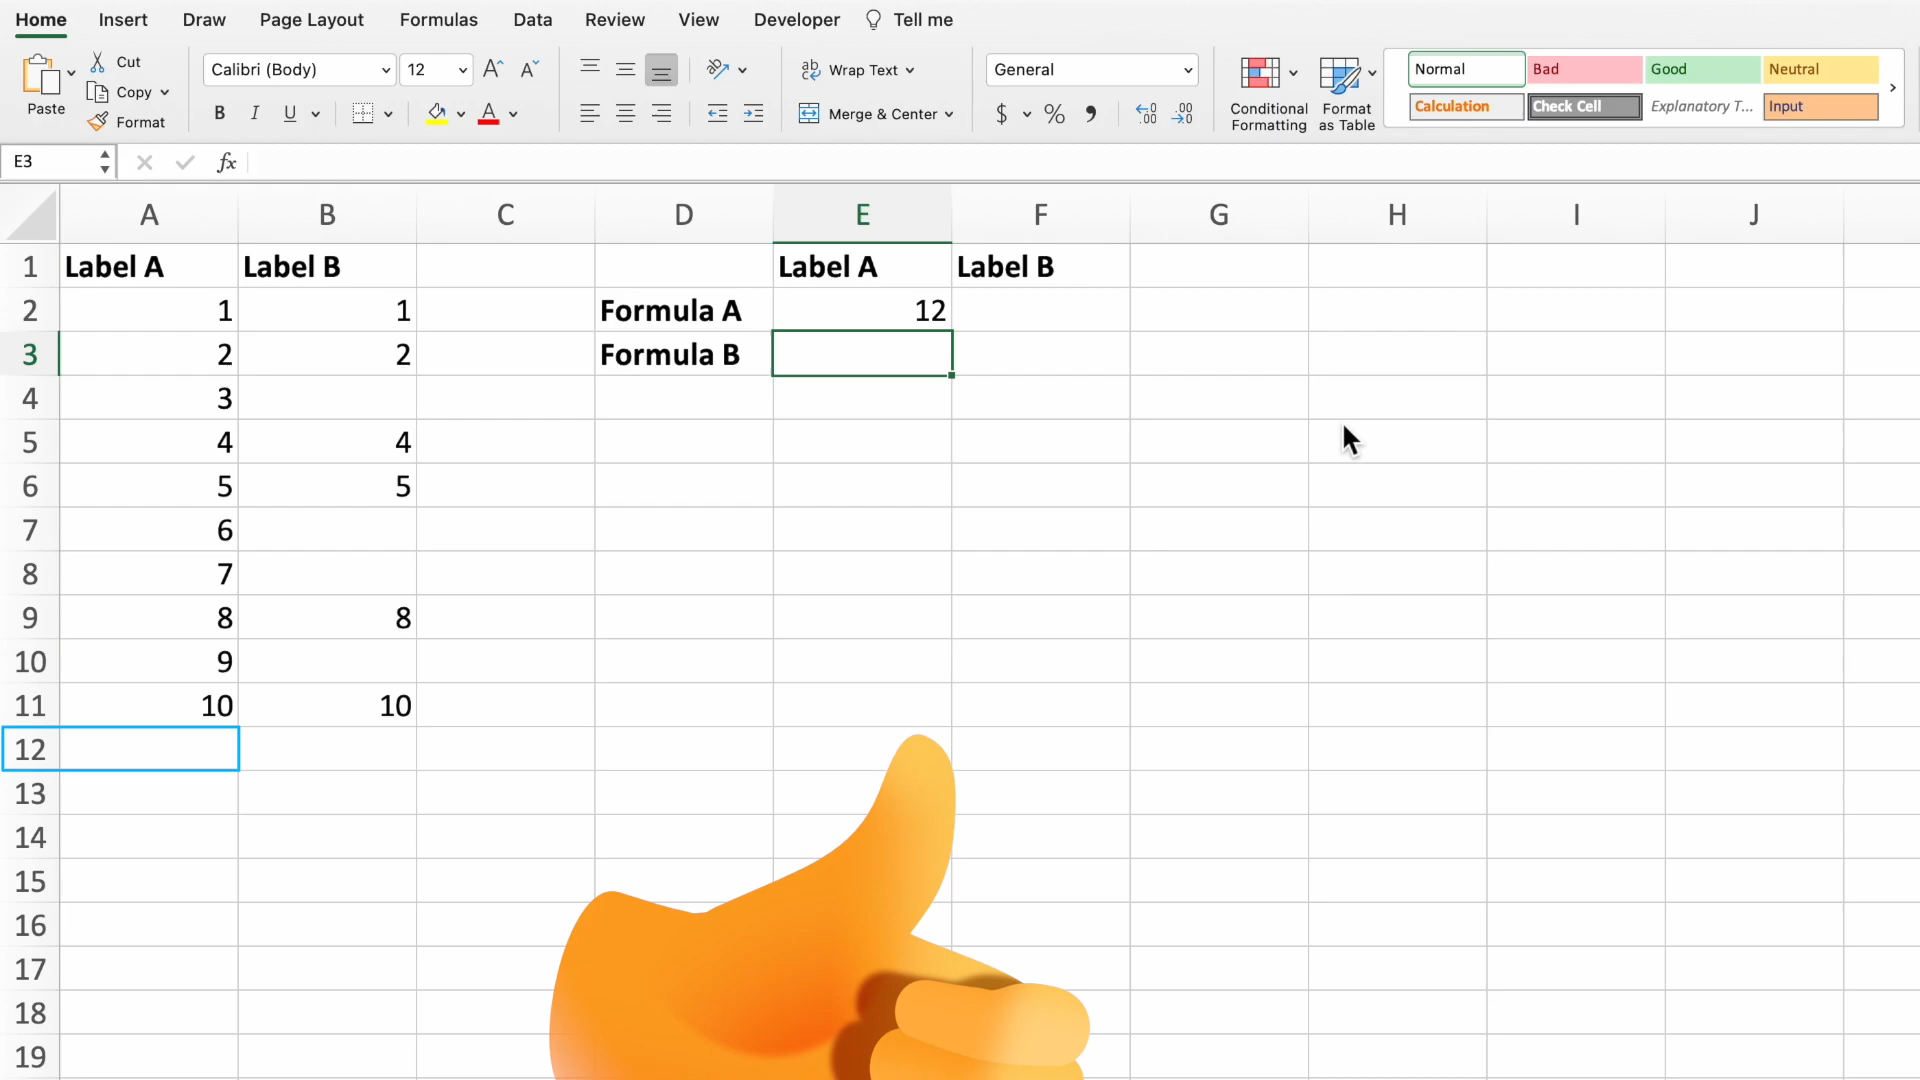 Home Insert Draw Page Layout Formulas Data Review View Developer Tell me
Paste
Cut
Copy
Format
Calibri (Body) 12
B I U A
ab Wrap Text
Merge & Center
General
$ %
Conditional
Formatting
Format
as Table
Normal Bad Good Neutral
Calculation Check Cell Explanatory T... Input
E3 fx
A B C D E F G H I J
1 Label A Label B Label A Label B
2 1 1 Formula A 12
3 2 2 Formula B
4 3
5 4 4
6 5 5
7 6
8 7
9 8 8
10 9
11 10 10
12
13
14
15
16
17
18
19